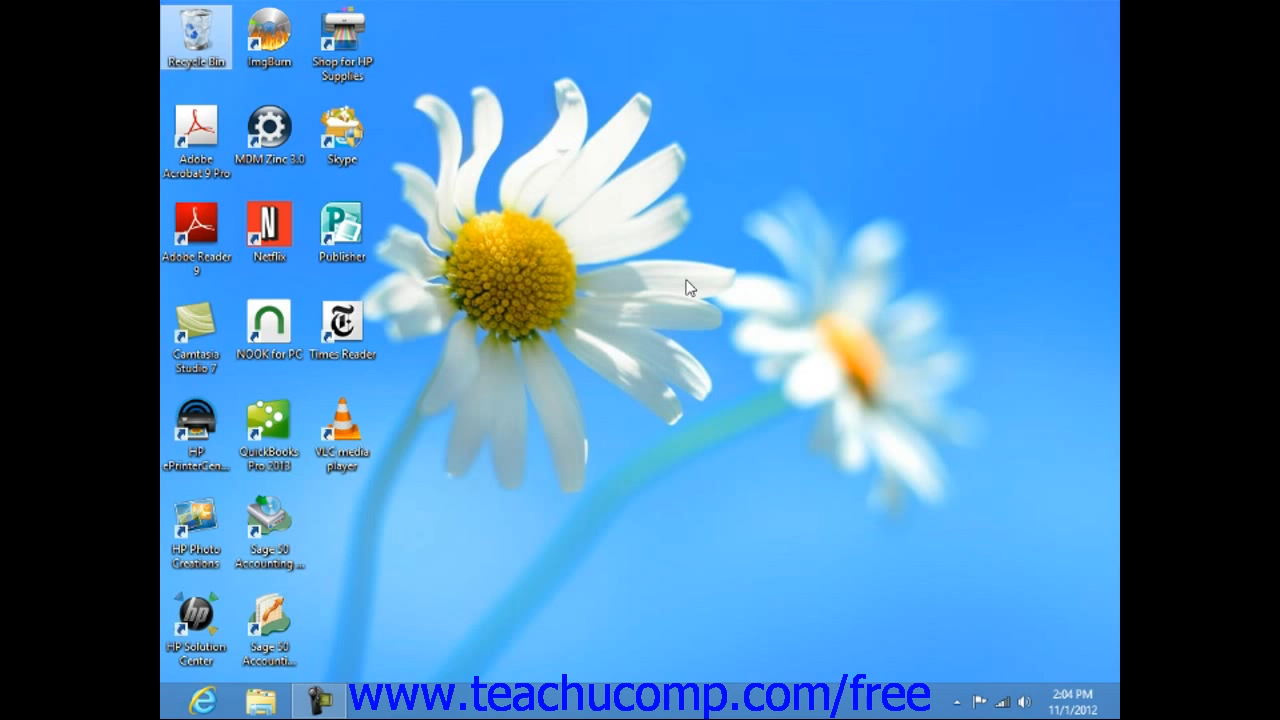 Recycle Bin
ImgBurn
Shop for HP
Supplies
Adobe
Acrobat 9 Pro
MDM Zinc 3.0
Skype
Adobe Reader
9
Netflix
Publisher
Camtasia
Studio 7
NOOK for PC
Times Reader
HP
ePrinterGen...
QuickBooks
Pro 2013
VLC media
player
HP Photo
Creations
Sage 50
Accounting ...
HP Solution
Center
Sage 50
Accounti...
www.teachucomp.com/free
2:04 PM
11/1/2012